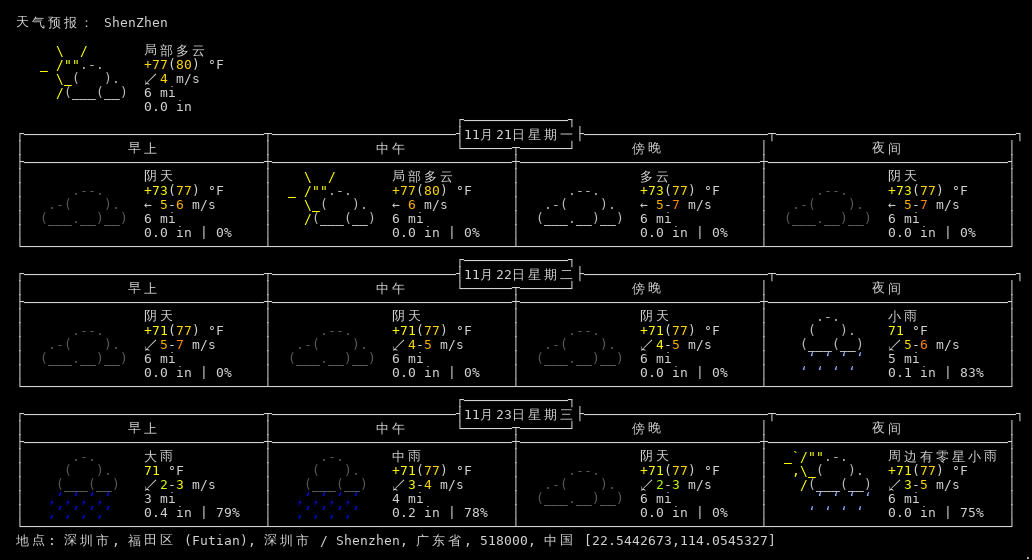 天气预报： ShenZhen
局部多云
+77(80) °F
↙4 m/s
6 mi
0.0 in
11月21日星期一
早上 中午 傍晚 夜间
阴天 局部多云 多云 阴天
+73(77) °F +77(80) °F +73(77) °F +73(77) °F
← 5-6 m/s ← 6 m/s ← 5-7 m/s ← 5-7 m/s
6 mi 6 mi 6 mi 6 mi
0.0 in | 0% 0.0 in | 0% 0.0 in | 0% 0.0 in | 0%
11月22日星期二
早上 中午 傍晚 夜间
阴天 阴天 阴天 小雨
+71(77) °F +71(77) °F +71(77) °F 71 °F
↙5-7 m/s ↙4-5 m/s ↙4-5 m/s ↙5-6 m/s
6 mi 6 mi 6 mi 5 mi
0.0 in | 0% 0.0 in | 0% 0.0 in | 0% 0.1 in | 83%
11月23日星期三
早上 中午 傍晚 夜间
大雨 中雨 阴天 周边有零星小雨
71 °F +71(77) °F +71(77) °F +71(77) °F
↙2-3 m/s ↙3-4 m/s ↙2-3 m/s ↙3-5 m/s
3 mi 4 mi 6 mi 6 mi
0.4 in | 79% 0.2 in | 78% 0.0 in | 0% 0.0 in | 75%
地点: 深圳市, 福田区 (Futian), 深圳市 / Shenzhen, 广东省, 518000, 中国 [22.5442673,114.0545327]